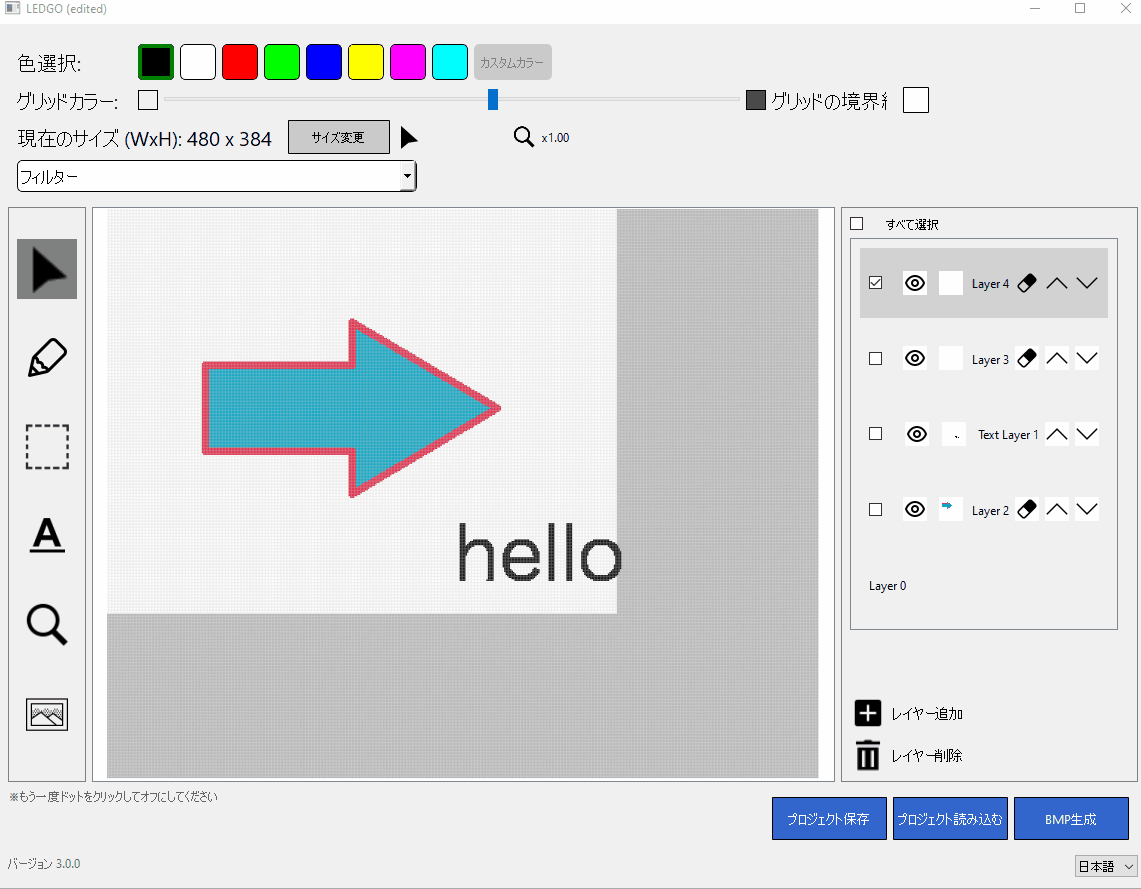 LEDGO (edited)
色選択:
カスタムカラー
グリッドカラー:
グリッドの境界
現在のサイズ (WxH): 480 x 384
サイズ変更
x1.00
フィルター
すべて選択
Layer 4
Layer 3
Text Layer 1
Layer 2
Layer 0
A
hello
レイヤー追加
レイヤー削除
※もう一度ドットをクリックしてオフにしてください
プロジェクト保存
プロジェクト読み込む
BMP生成
バージョン 3.0.0
日本語